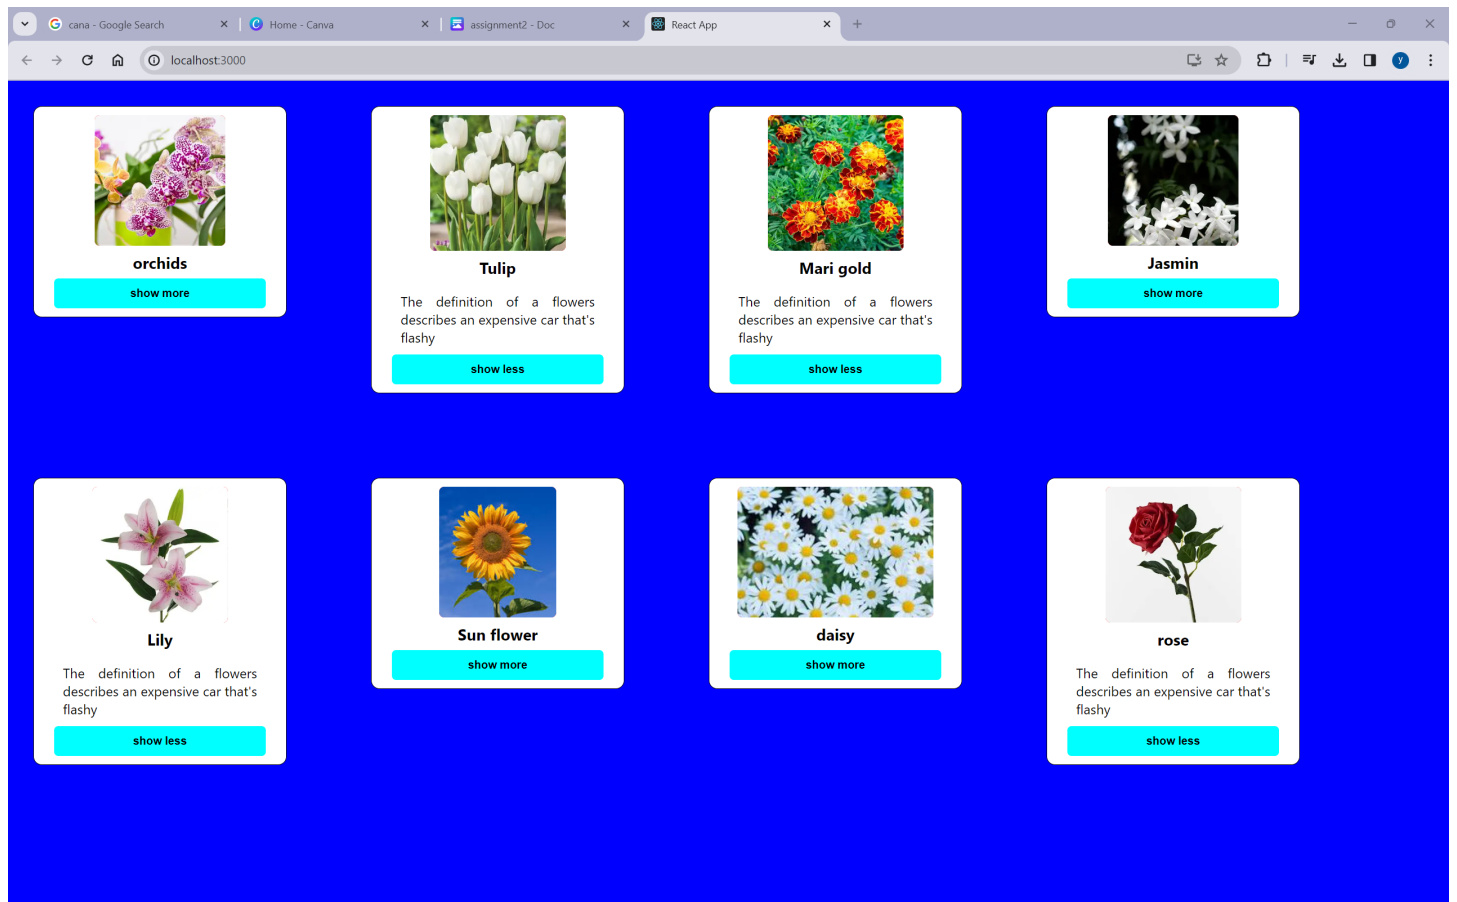 cana - Google Search
Home - Canva
assignment2 - Doc
React App
localhost:3000
y
orchids
show more
Tulip
The definition of a flowers
describes an expensive car that's
flashy
show less
Mari gold
The definition of a flowers
describes an expensive car that's
flashy
show less
Jasmin
show more
Lily
The definition of a flowers
describes an expensive car that's
flashy
show less
Sun flower
show more
daisy
show more
rose
The definition of a flowers
describes an expensive car that's
flashy
show less